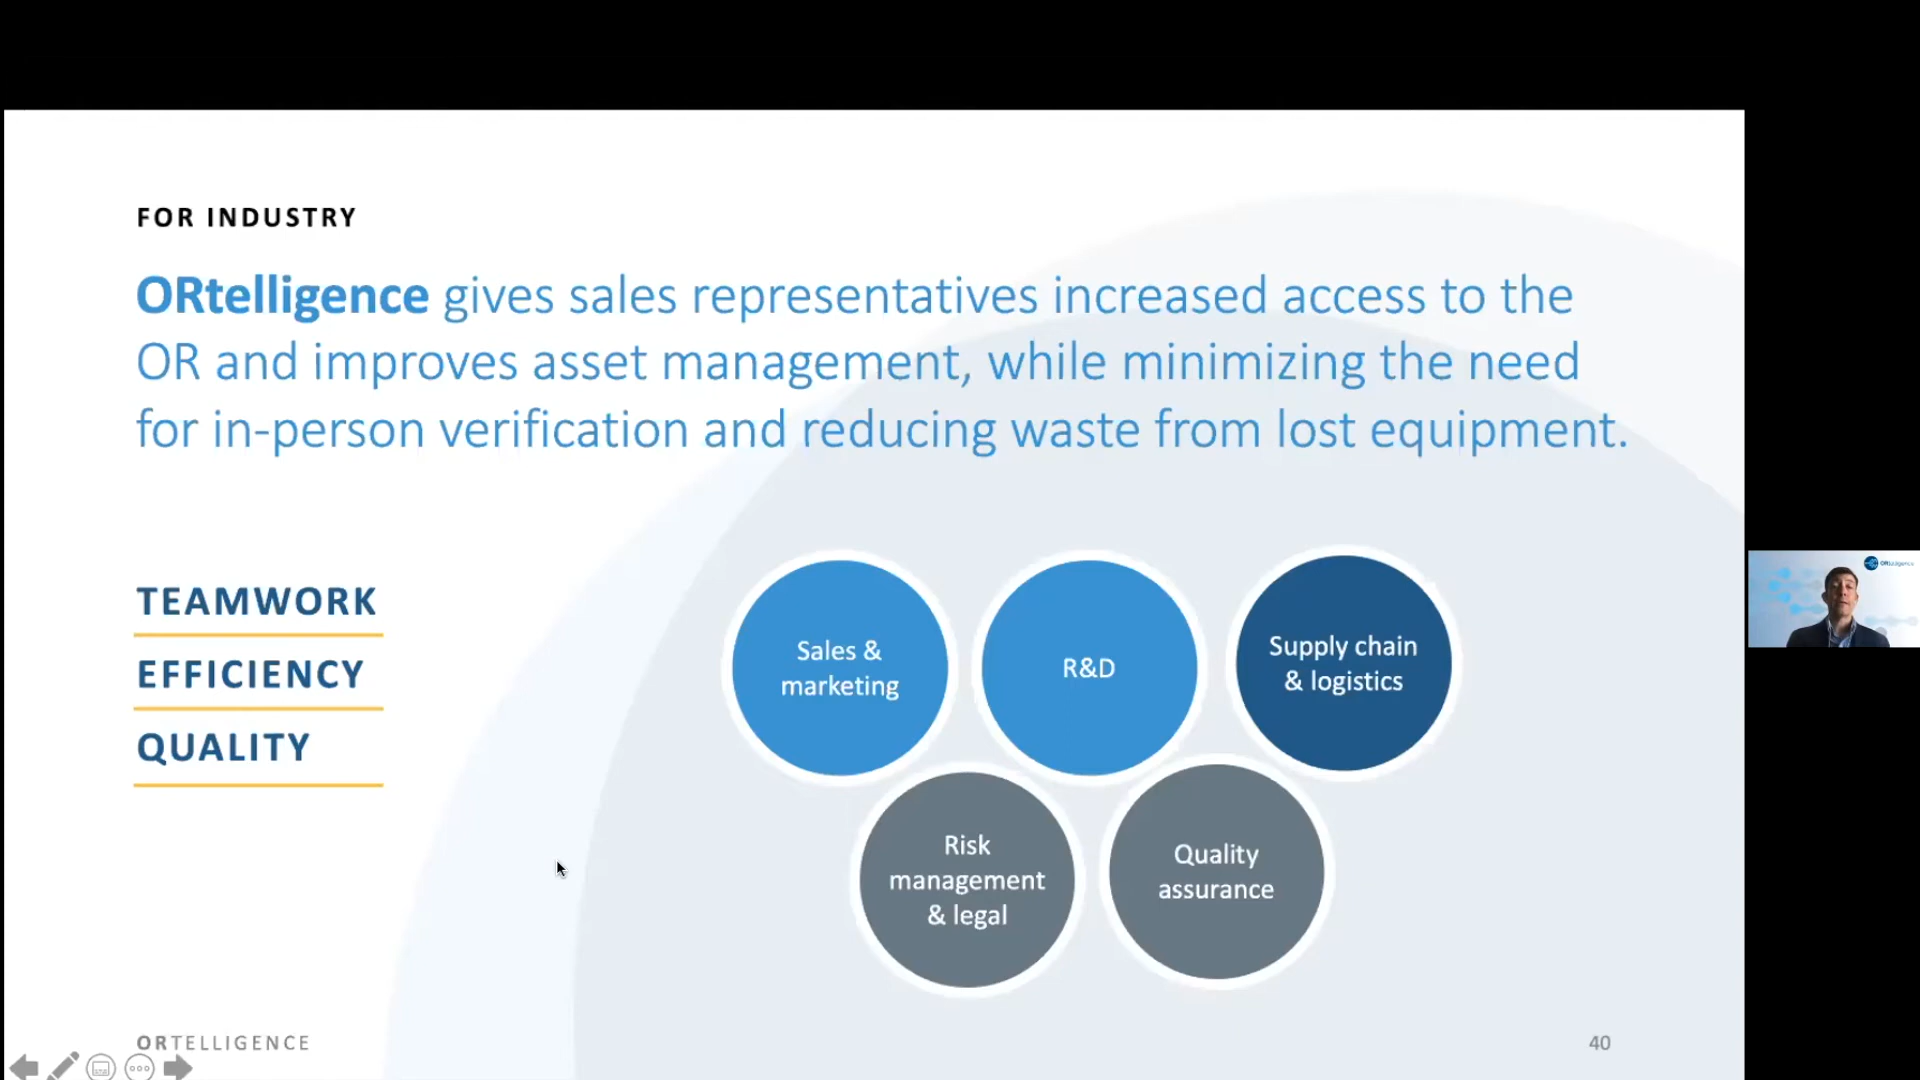 FOR INDUSTRY
ORtelligence gives sales representatives increased access to the
OR and improves asset management, while minimizing the need
for in-person verification and reducing waste from lost equipment.
TEAMWORK
EFFICIENCY
QUALITY
Sales &
marketing
R&D
Supply chain
& logistics
Risk
management
& legal
Quality
assurance
ORtelligence
ORTELLIGENCE
40